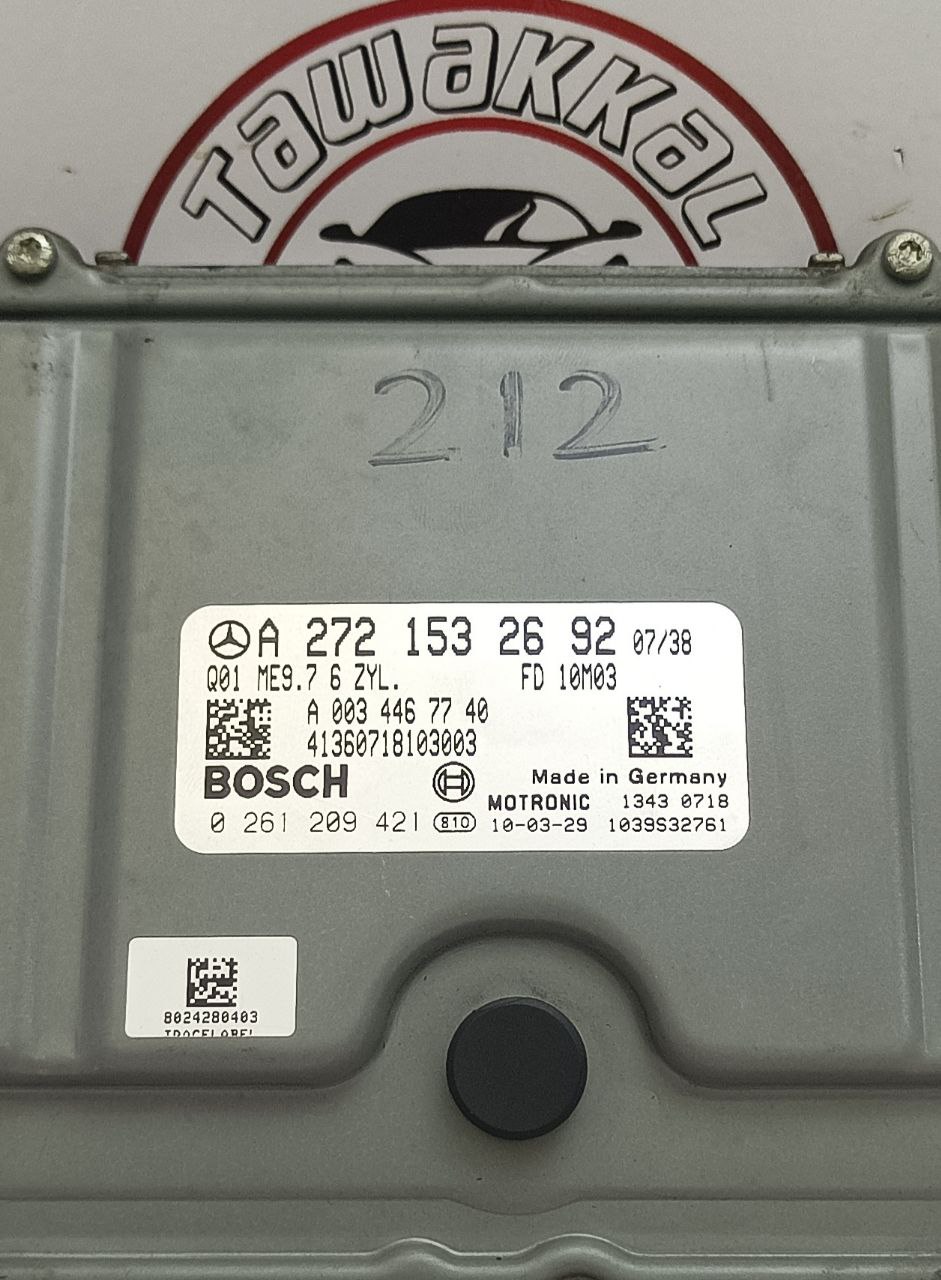 TAWAKKAL
212
A 272 153 26 92 07/38
Q01 ME9.7 6 ZYL. FD 10M03
A 003 446 77 40
41360718103003
BOSCH Made in Germany
MOTRONIC 1343 0718
0 261 209 421 810 10-03-29 1039S32761
8024280403
TRACELABEL